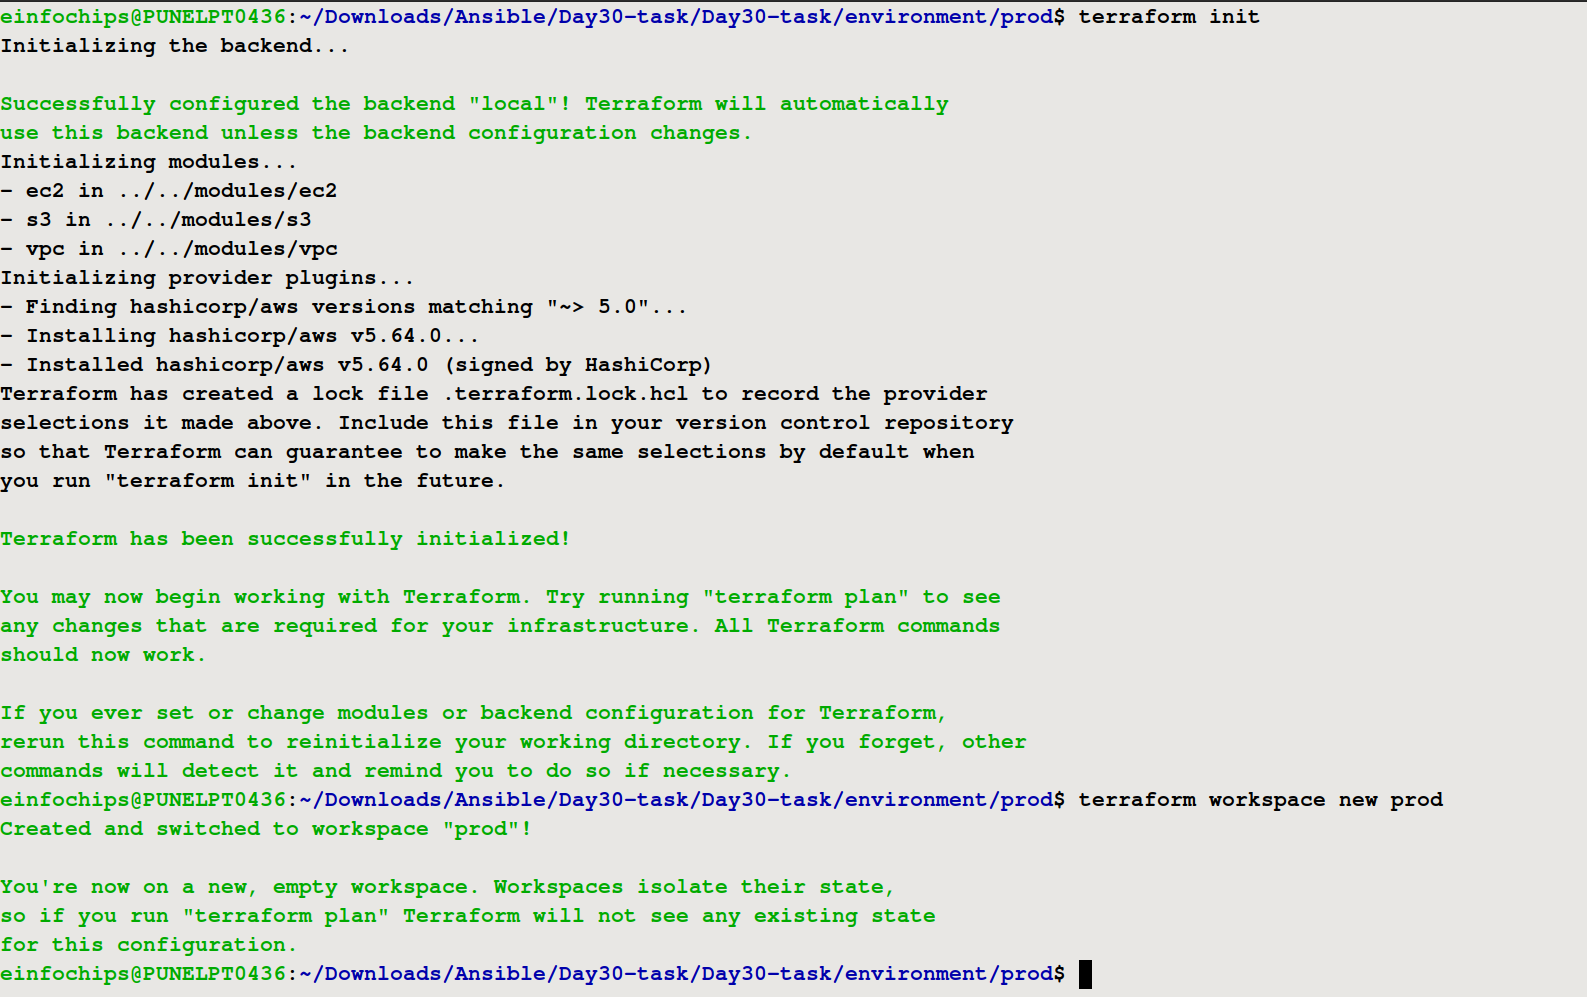 einfochips@PUNELPT0436:~/Downloads/Ansible/Day30-task/Day30-task/environment/prod$ terraform init
Initializing the backend...
Successfully configured the backend "local"! Terraform will automatically
use this backend unless the backend configuration changes.
Initializing modules...
- ec2 in ../../modules/ec2
- s3 in ../../modules/s3
- vpc in ../../modules/vpc
Initializing provider plugins...
- Finding hashicorp/aws versions matching "~> 5.0"...
- Installing hashicorp/aws v5.64.0...
- Installed hashicorp/aws v5.64.0 (signed by HashiCorp)
Terraform has created a lock file .terraform.lock.hcl to record the provider
selections it made above. Include this file in your version control repository
so that Terraform can guarantee to make the same selections by default when
you run "terraform init" in the future.
Terraform has been successfully initialized!
You may now begin working with Terraform. Try running "terraform plan" to see
any changes that are required for your infrastructure. All Terraform commands
should now work.
If you ever set or change modules or backend configuration for Terraform,
rerun this command to reinitialize your working directory. If you forget, other
commands will detect it and remind you to do so if necessary.
einfochips@PUNELPT0436:~/Downloads/Ansible/Day30-task/Day30-task/environment/prod$ terraform workspace new prod
Created and switched to workspace "prod"!
You're now on a new, empty workspace. Workspaces isolate their state,
so if you run "terraform plan" Terraform will not see any existing state
for this configuration.
einfochips@PUNELPT0436:~/Downloads/Ansible/Day30-task/Day30-task/environment/prod$